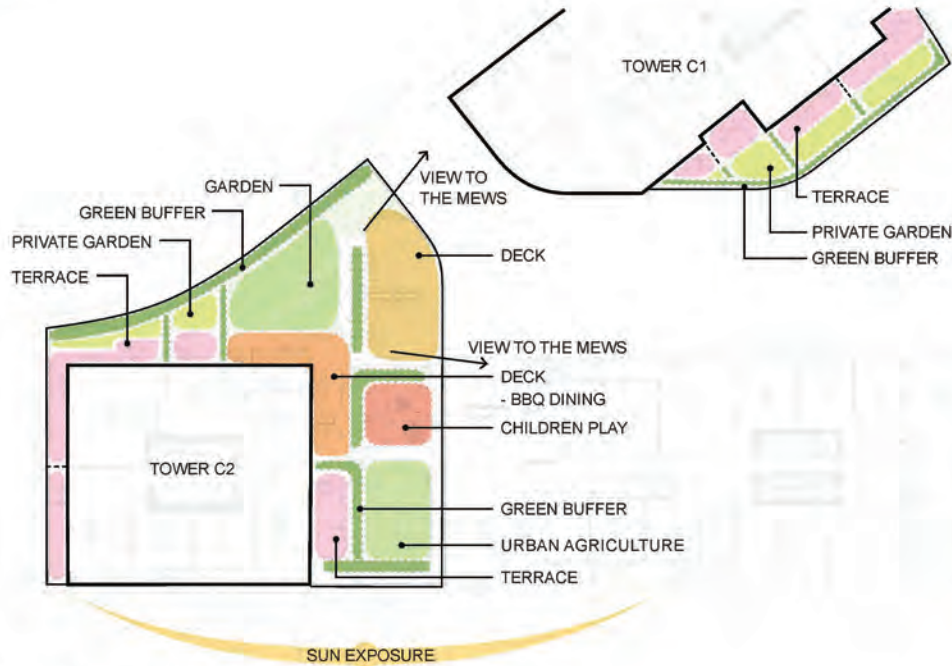 TOWER C1
VIEW TO
THE MEWS
GARDEN
GREEN BUFFER
PRIVATE GARDEN
TERRACE
TERRACE
PRIVATE GARDEN
GREEN BUFFER
DECK
VIEW TO THE MEWS
DECK
- BBQ DINING
CHILDREN PLAY
TOWER C2
GREEN BUFFER
URBAN AGRICULTURE
TERRACE
SUN EXPOSURE